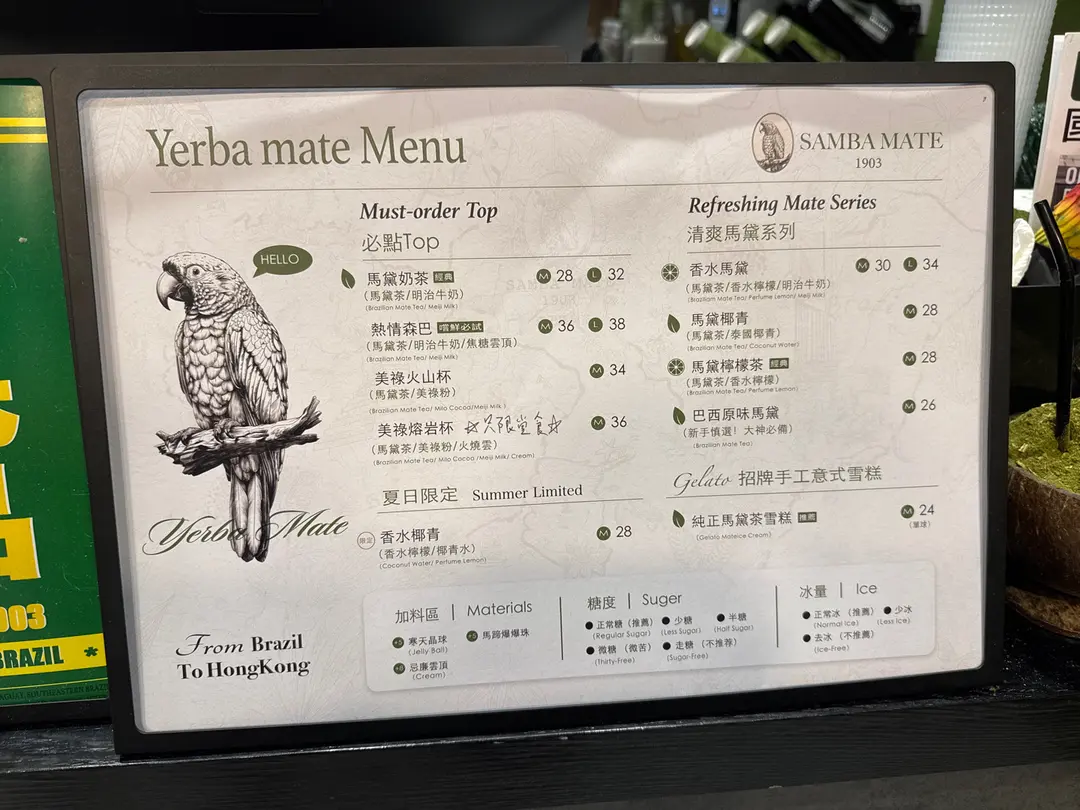 Yerba mate Menu
SAMBA MATE
1903
HELLO
Must-order Top
必點Top
馬黛奶茶 經典 M 28 L 32
(馬黛茶/明治牛奶)
(Brazilian Mate Tea/ Meiji Milk)
熱情森巴 嚐鮮必試 M 36 L 38
(馬黛茶/明治牛奶/焦糖雲頂)
(Brazilian Mate Tea/ Meiji Milk)
美祿火山杯 M 34
(馬黛茶/美祿粉)
(Brazilian Mate Tea/ Milo Cocoa/Meiji Milk)
美祿熔岩杯 只限堂食 M 36
(馬黛茶/美祿粉/火燒雲)
(Brazilian Mate Tea/ Milo Cocoa /Meiji Milk/ Cream)
夏日限定 Summer Limited
限定 香水椰青 M 28
(香水檸檬/椰青水)
(Coconut Water/ Perfume Lemon)
Refreshing Mate Series
清爽馬黛系列
香水馬黛 M 30 L 34
(馬黛茶/香水檸檬/明治牛奶)
(Braziliam Mate Tea/ Perfume Lemon/ Meiji Milk)
馬黛椰青 M 28
(馬黛茶/泰國椰青)
(Brazilian Mate Tea/ Coconut Water)
馬黛檸檬茶 經典 M 28
(馬黛茶/香水檸檬)
(Brazilian Mate Tea/ Perfume Lemon)
巴西原味馬黛 M 26
(新手慎選! 大神必備)
(Brazilian Mate Tea)
Gelato 招牌手工意式雪糕
純正馬黛茶雪糕 推薦 M 24
(單球)
(Gelato Mateice Cream)
Yerba Mate
From Brazil
To HongKong
加料區 | Materials
+5 寒天晶球
(Jelly Ball)
+5 馬蹄爆爆珠
+6 忌廉雲頂
(Cream)
糖度 | Suger
正常糖 (推薦)
(Regular Sugar)
少糖
(Less Sugar)
半糖
(Half Sugar)
微糖 (微苦)
(Thirty-Free)
走糖 (不推荐)
(Sugar-Free)
冰量 | Ice
正常冰 (推薦)
(Normal Ice)
少冰
(Less Ice)
去冰 (不推薦)
(Ice-Free)
003
BRAZIL *